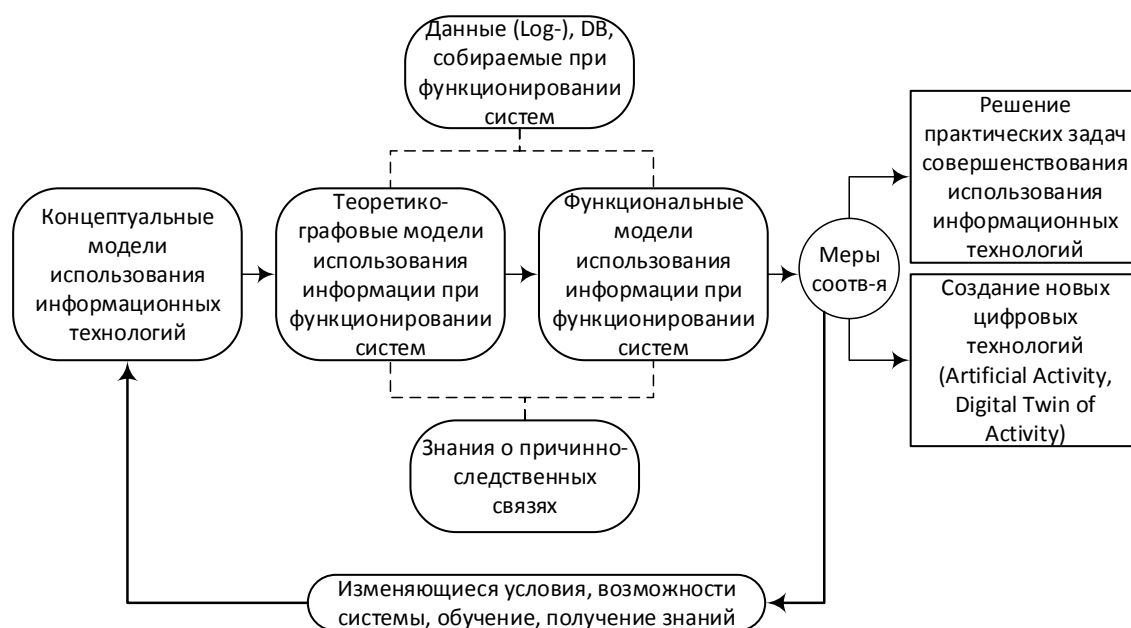 Данные (Log-), DB,
собираемые при
функционировании
систем
Концептуальные
модели
использования
информационных
технологий
Теоретико-
графовые модели
использования
информации при
функционировании
систем
Функциональные
модели
использования
информации при
функционировании
систем
Меры
соотв-я
Решение
практических задач
совершенствования
использования
информационных
технологий
Создание новых
цифровых
технологий
(Artificial Activity,
Digital Twin of
Activity)
Знания о причинно-
следственных
связях
Изменяющиеся условия, возможности
системы, обучение, получение знаний